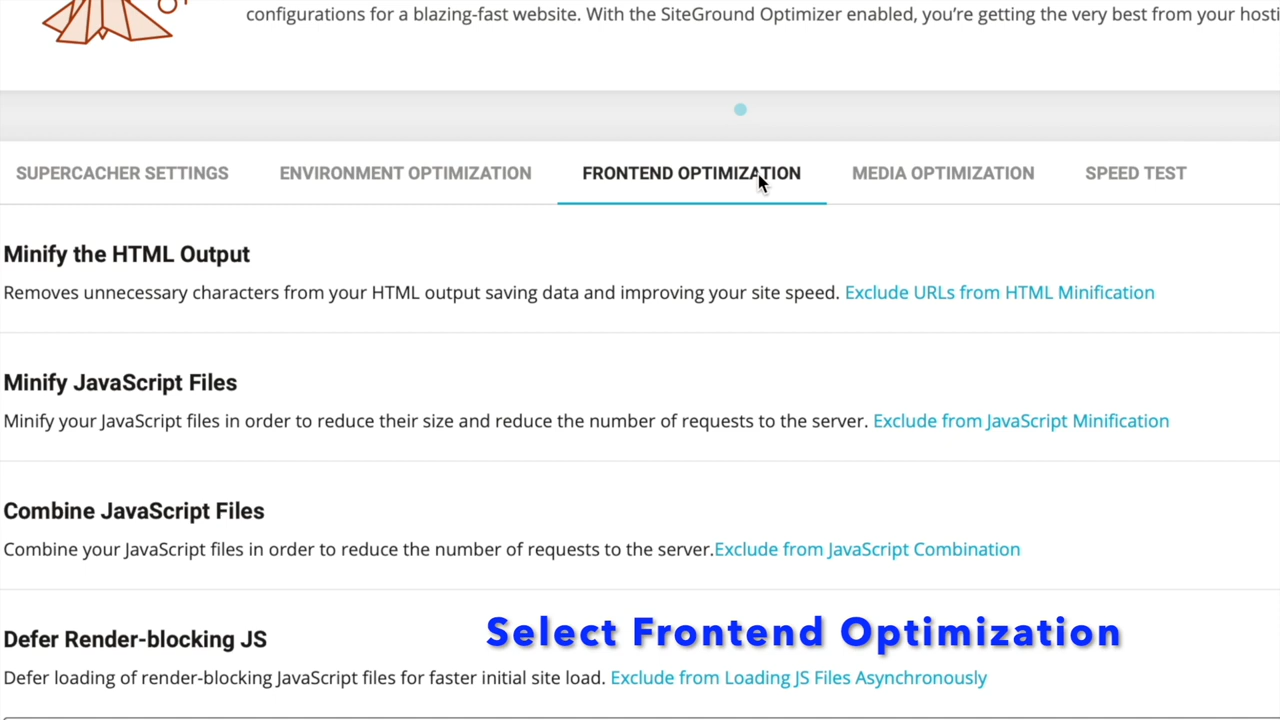 configurations for a blazing-fast website. With the SiteGround Optimizer enabled, you're getting the very best from your hosti
SUPERCACHER SETTINGS ENVIRONMENT OPTIMIZATION FRONTEND OPTIMIZATION MEDIA OPTIMIZATION SPEED TEST
Minify the HTML Output
Removes unnecessary characters from your HTML output saving data and improving your site speed. Exclude URLs from HTML Minification
Minify JavaScript Files
Minify your JavaScript files in order to reduce their size and reduce the number of requests to the server. Exclude from JavaScript Minification
Combine JavaScript Files
Combine your JavaScript files in order to reduce the number of requests to the server.Exclude from JavaScript Combination
Defer Render-blocking JS
Select Frontend Optimization
Defer loading of render-blocking JavaScript files for faster initial site load. Exclude from Loading JS Files Asynchronously